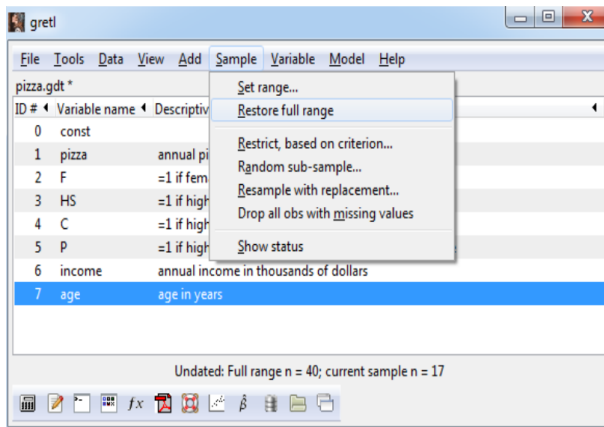 gretl
File Tools Data View Add Sample Variable Model Help
pizza.gdt *
ID # Variable name Descriptiv
Set range...
Restore full range
Restrict, based on criterion...
Random sub-sample...
Resample with replacement...
Drop all obs with missing values
Show status
0 const
1 pizza annual pi
2 F =1 if fem
3 HS =1 if high
4 C =1 if high
5 P =1 if high
6 income annual income in thousands of dollars
7 age age in years
Undated: Full range n = 40; current sample n = 17
fx β̂